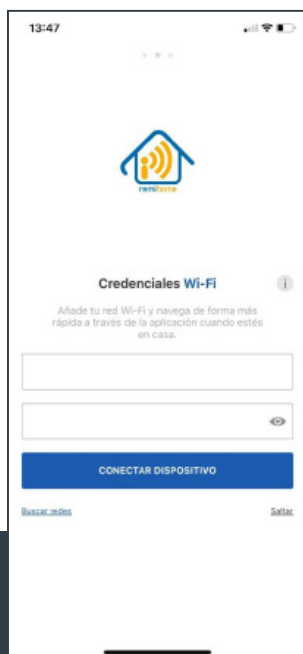 13:47
remihome
Credenciales Wi-Fi
i
Añade tu red Wi-Fi y navega de forma más
rápida a través de la aplicación cuando estés
en casa.
CONECTAR DISPOSITIVO
Buscar redes
Saltar